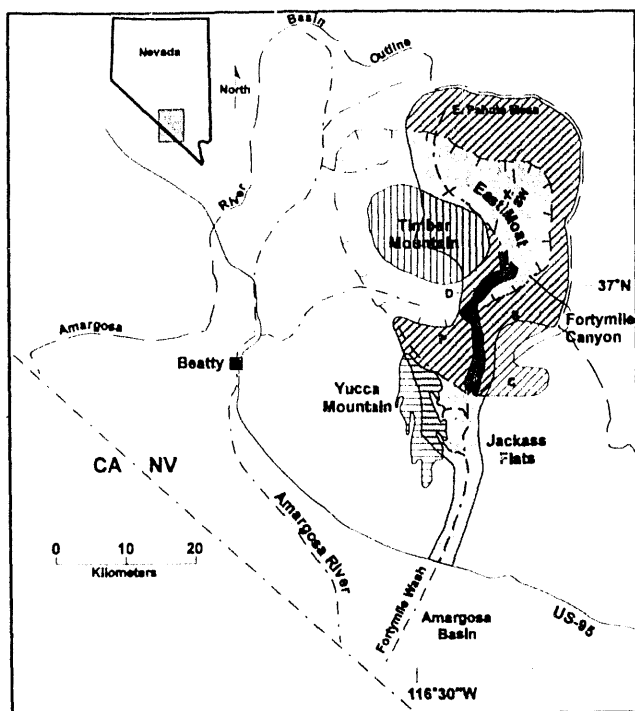 Basin
Outline
Nevada
North
River
E. Pahute Mesa
East Moat
Timber
Mountain
D
37°N
Fortymile
Canyon
Amargosa
Beatty
P
C
Yucca
Mountain
Jackass
Flats
CA NV
0 10 20
Kilometers
Amargosa River
Fortymile Wash
Amargosa
Basin
US-95
116°30"W